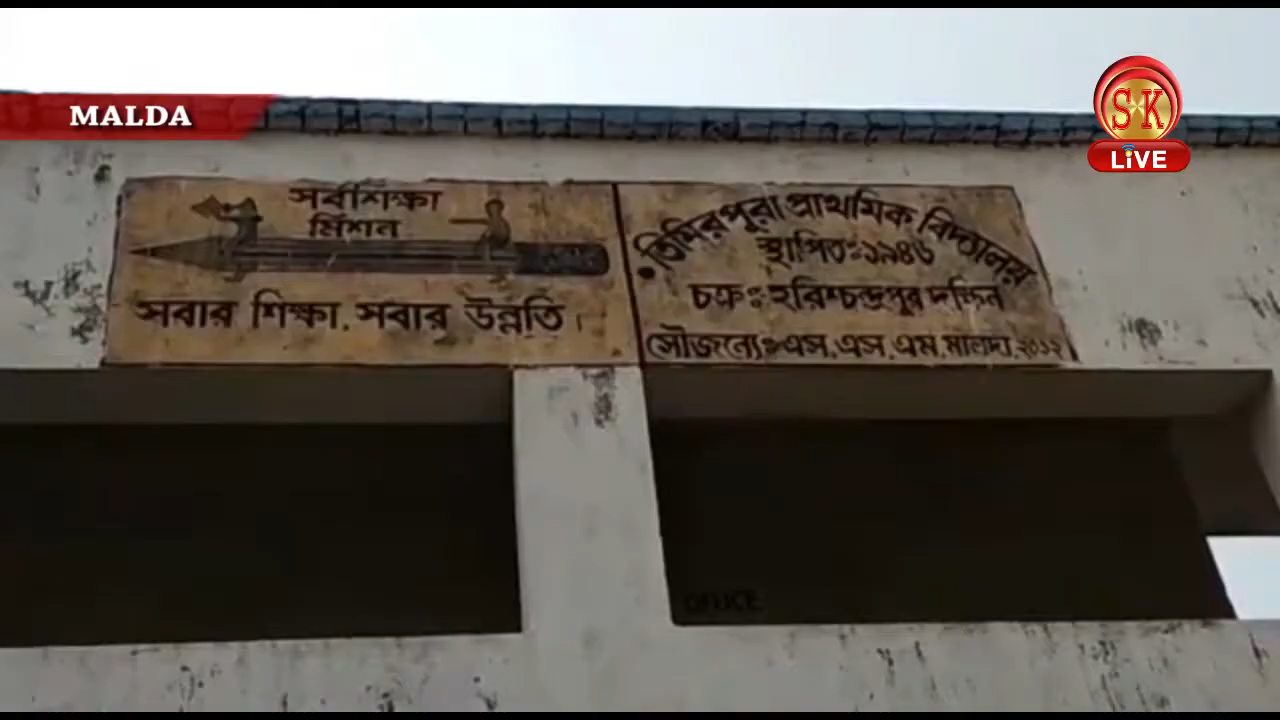 MALDA
SK
LiVE
সর্বশিক্ষা
মিশন
সবার শিক্ষা. সবার উন্নতি।
তিমিরপুরা প্রাথমিক বিদ্যালয়
স্থাপিতঃ১৯৪৬
চক্রঃ হরিশ্চন্দ্রপুর দক্ষিন
সৌজন্যেঃ এস.এস.এম. মালদা.২০১২
OFFICE